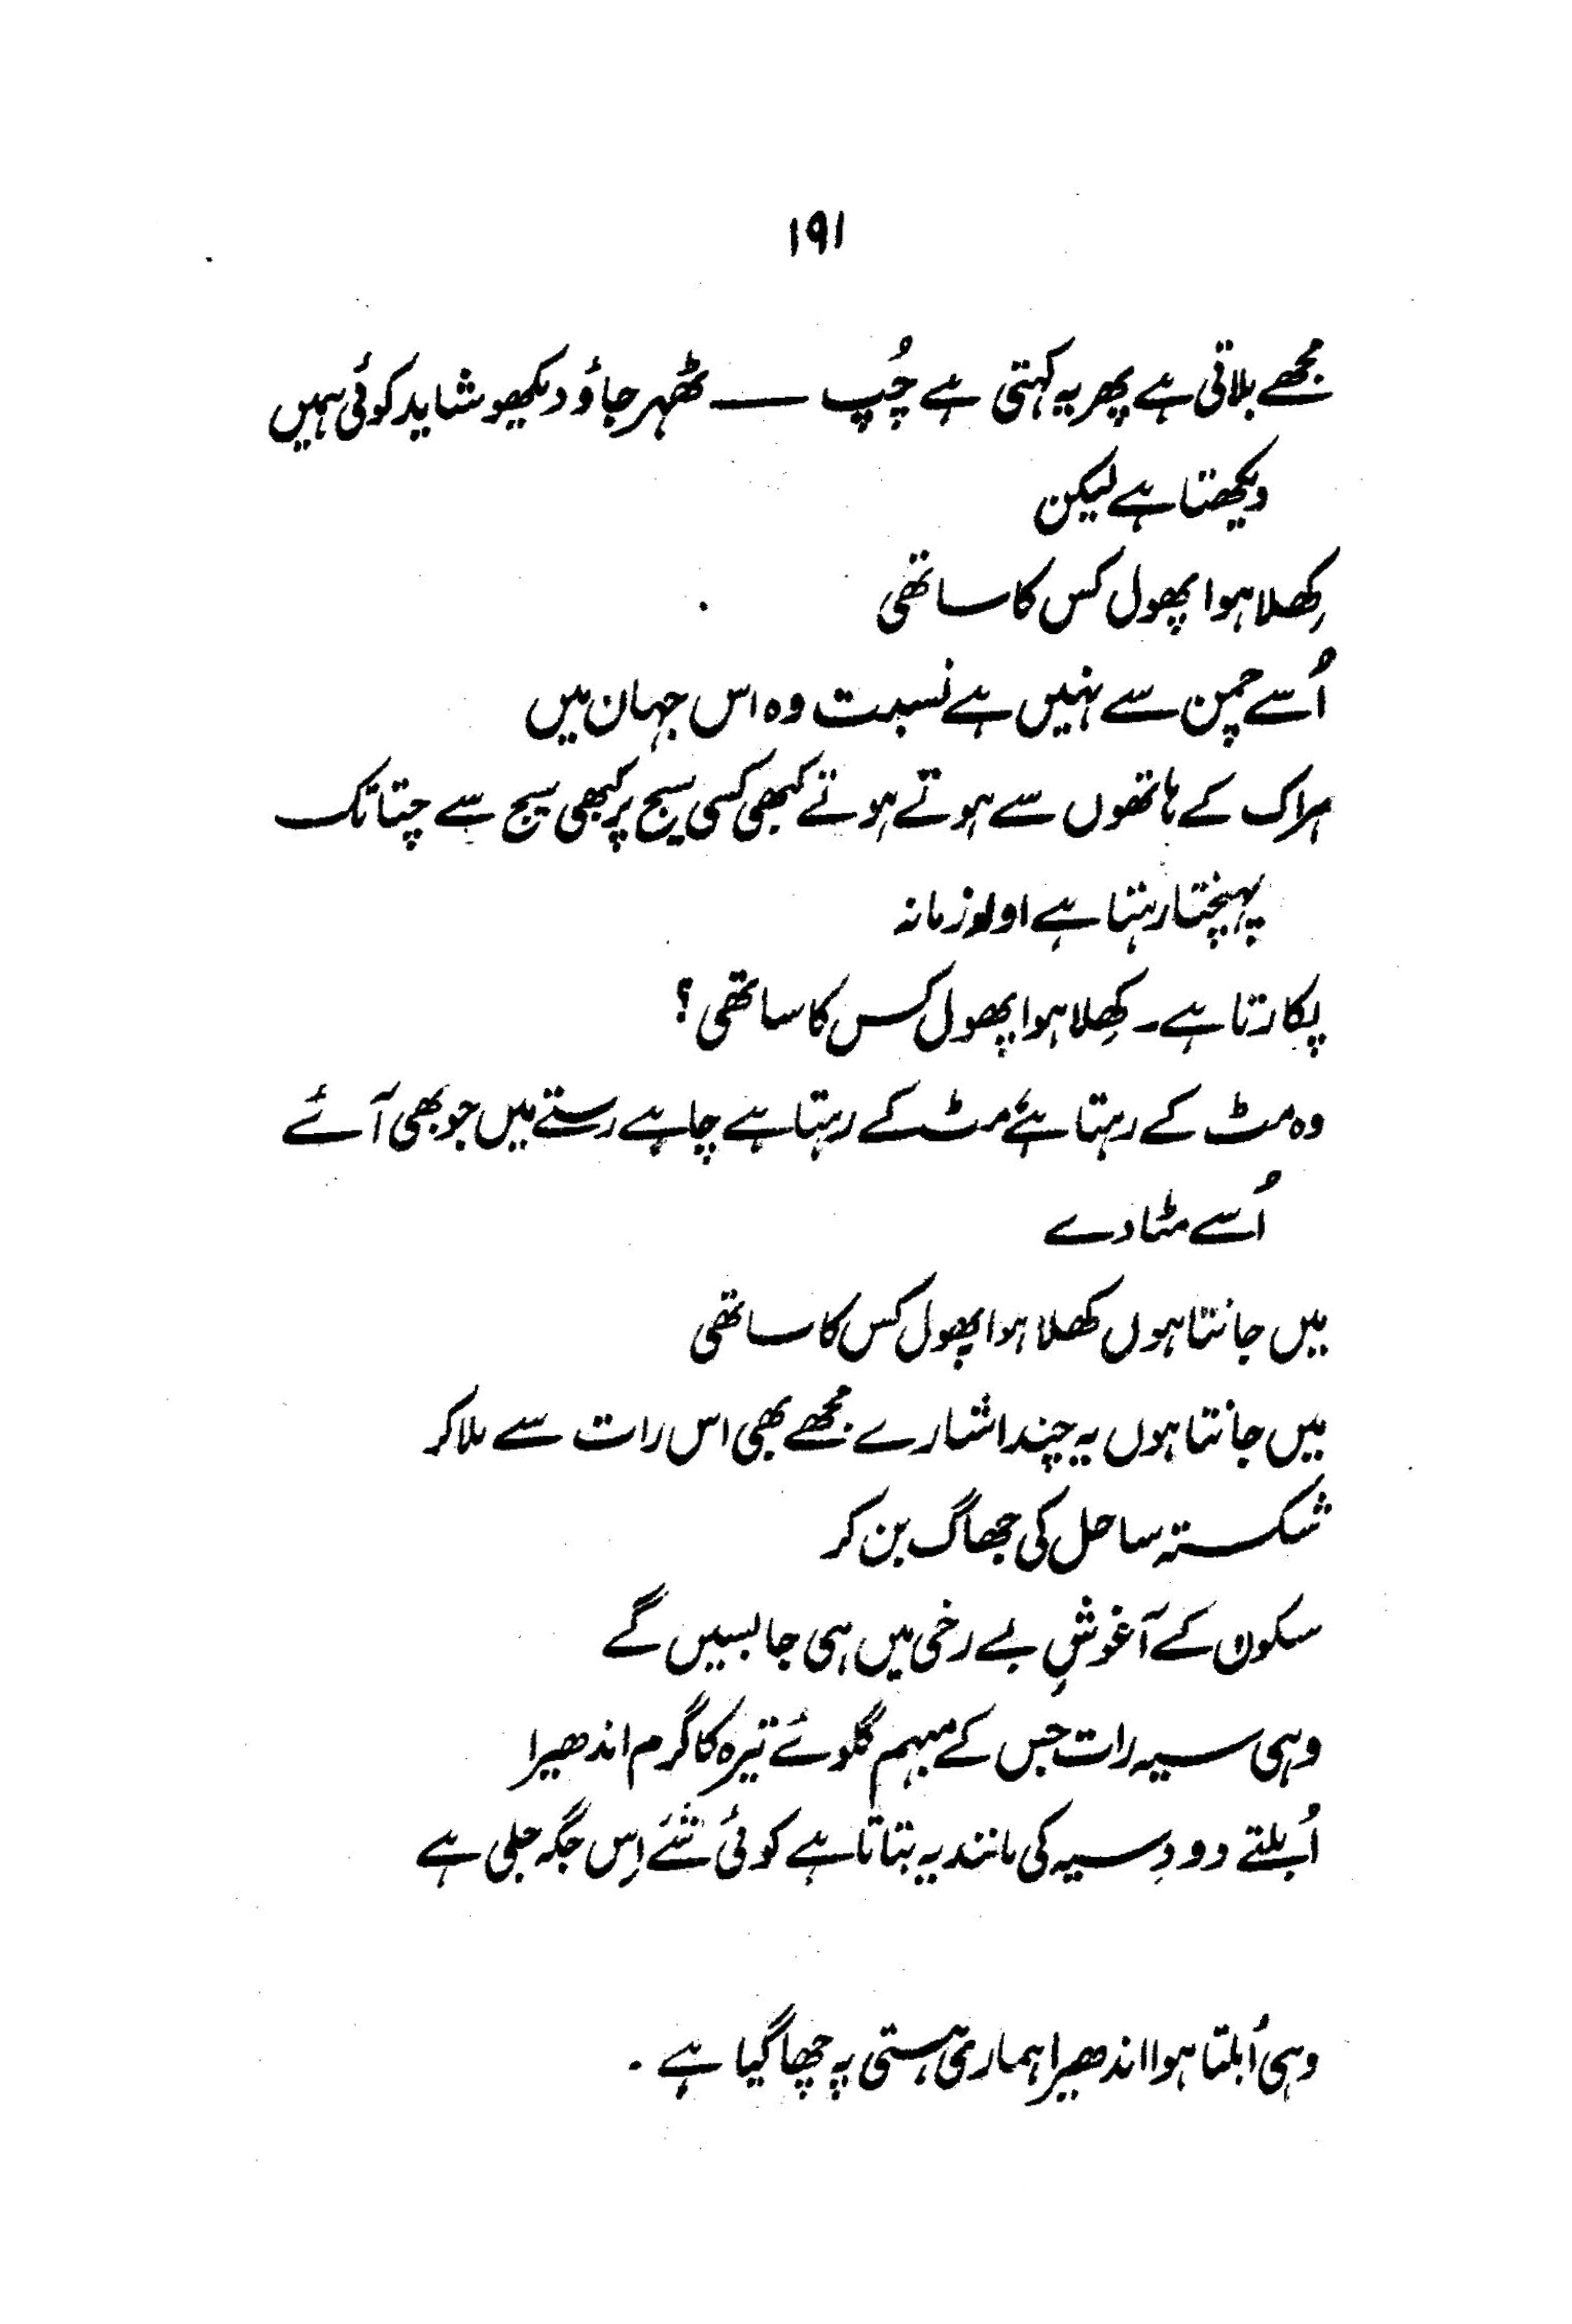 ۱۹۱
مجھے بلاتی ہے پھر یہ کہتی ہے چُپ — ٹھہر جاؤ دیکھو شاید کوئی ہمیں
دیکھتا ہے لیکن
کِھلا ہوا پھول کس کا ساتھی
اُسے چمن سے نہیں ہے نسبت وہ اس جہان میں
ہر اک کے ہاتھوں سے ہوتے ہوتے کبھی کسی سیج پر کبھی سیج سے چتا تک
پہنچتا رہتا ہے اور زمانہ
پکارتا ہے۔ کِھلا ہوا پھول کس کا ساتھی؟
وہ مٹ کے رہتا ہے مٹ کے رہتا ہے چاہے رستے میں جو بھی آئے
اُسے مٹا دے
میں جانتا ہوں کھلا ہوا پھول کس کا ساتھی
میں جانتا ہوں یہ چند اشارے مجھے بھی اس رات سے ملا کر
شکستہ ساحل کی جھاگ بن کر
سکون کے آغوشِ بے رخی میں ہی جا بسیں گے
وہی سیہ رات جس کے مبہم گلوئے تیرہ کا گرم اندھیرا
اُبلتے دودِ سیہ کی مانند یہ بتاتا ہے کوئی شئے اِس جگہ جلی ہے
وہی اُبلتا ہوا اندھیرا ہماری ہستی پہ چھا گیا ہے۔